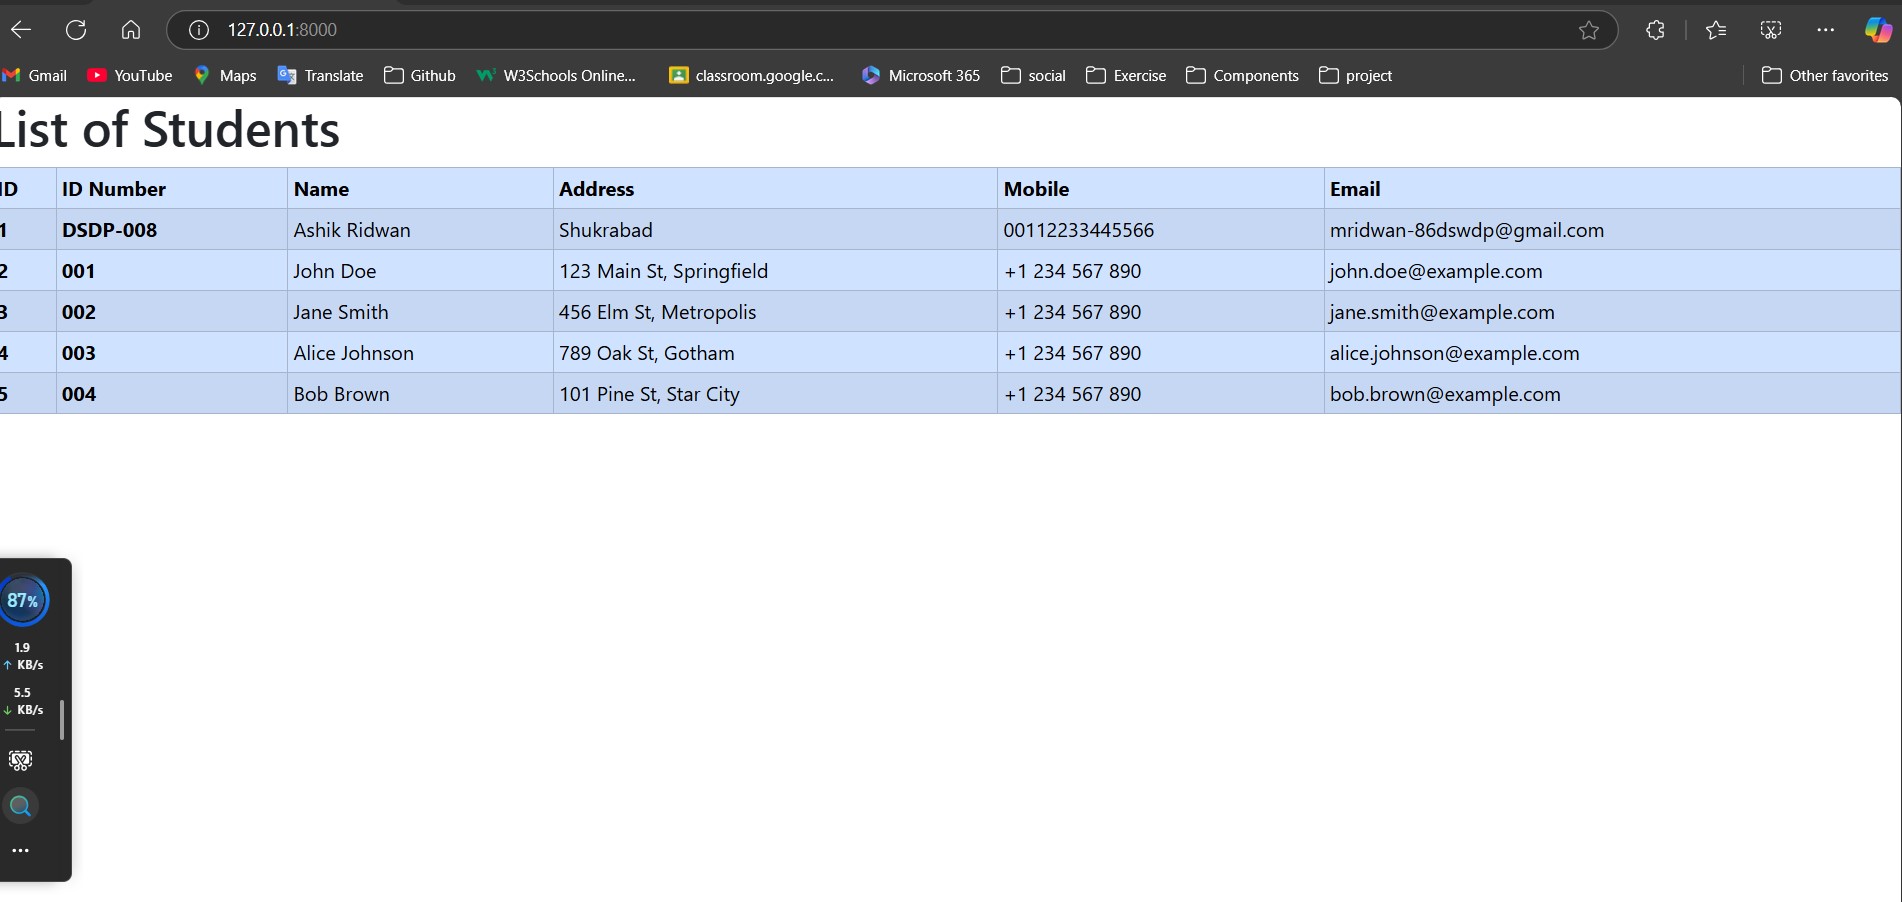 127.0.0.1:8000
Gmail YouTube Maps Translate Github W3Schools Online... classroom.google.c... Microsoft 365 social Exercise Components project Other favorites
List of Students
ID ID Number Name Address Mobile Email
1 DSDP-008 Ashik Ridwan Shukrabad 00112233445566 mridwan-86dswdp@gmail.com
2 001 John Doe 123 Main St, Springfield +1 234 567 890 john.doe@example.com
3 002 Jane Smith 456 Elm St, Metropolis +1 234 567 890 jane.smith@example.com
4 003 Alice Johnson 789 Oak St, Gotham +1 234 567 890 alice.johnson@example.com
5 004 Bob Brown 101 Pine St, Star City +1 234 567 890 bob.brown@example.com
87%
1.9
↑ KB/s
5.5
↓ KB/s